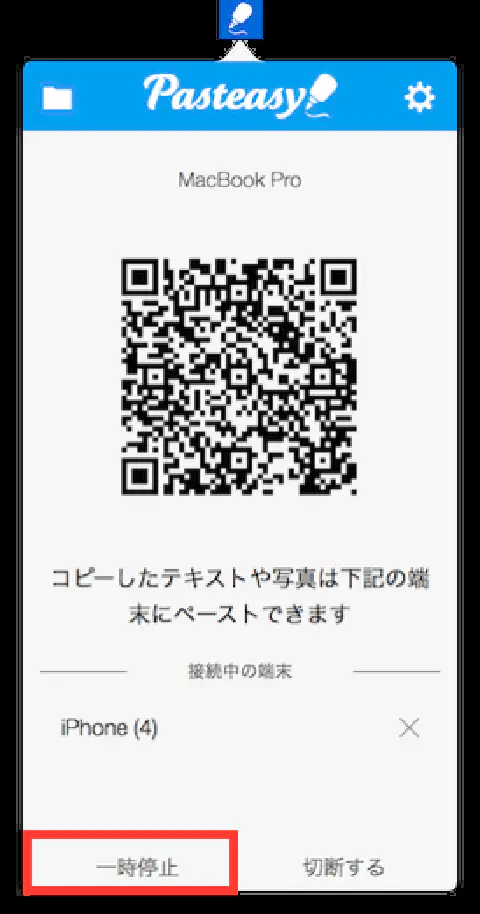 Pasteasy
MacBook Pro
コピーしたテキストや写真は下記の端
末にペーストできます
接続中の端末
iPhone (4)
一時停止
切断する